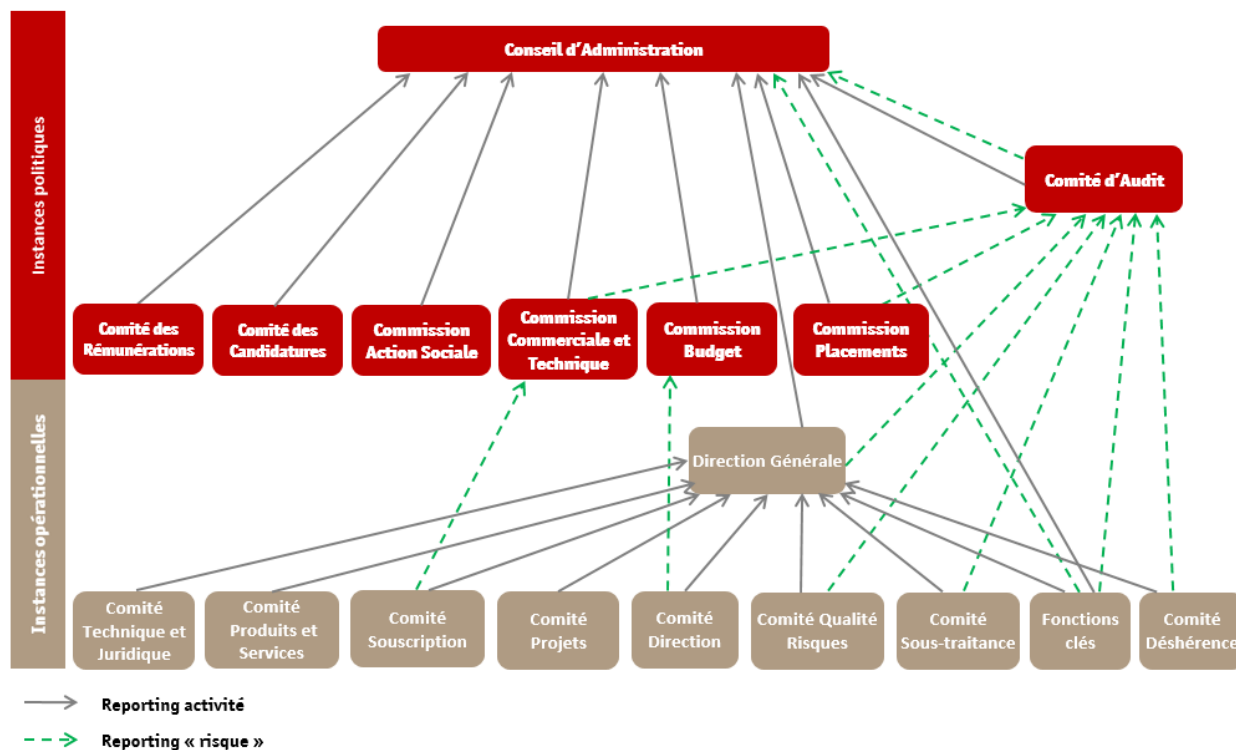 Instances politiques
Conseil d'Administration
Comité d'Audit
Comité des
Rémunérations
Comité des
Candidatures
Commission
Action Sociale
Commission
Commerciale et
Technique
Commission
Budget
Commission
Placements
Instances opérationnelles
Direction Générale
Comité
Technique et
Juridique
Comité
Produits et
Services
Comité
Souscription
Comité
Projets
Comité
Direction
Comité Qualité
Risques
Comité
Sous-traitance
Fonctions
clés
Comité
Déshérence
Reporting activité
Reporting « risque »